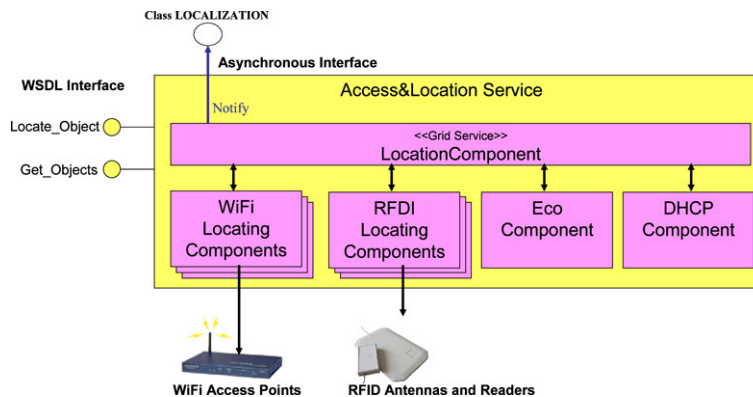 Class LOCALIZATION
Asynchronous Interface
WSDL Interface
Access&Location Service
Notify
Locate_Object
<<Grid Service>>
LocationComponent
Get_Objects
WiFi
Locating
Components
RFDI
Locating
Components
Eco
Component
DHCP
Component
WiFi Access Points
RFID Antennas and Readers